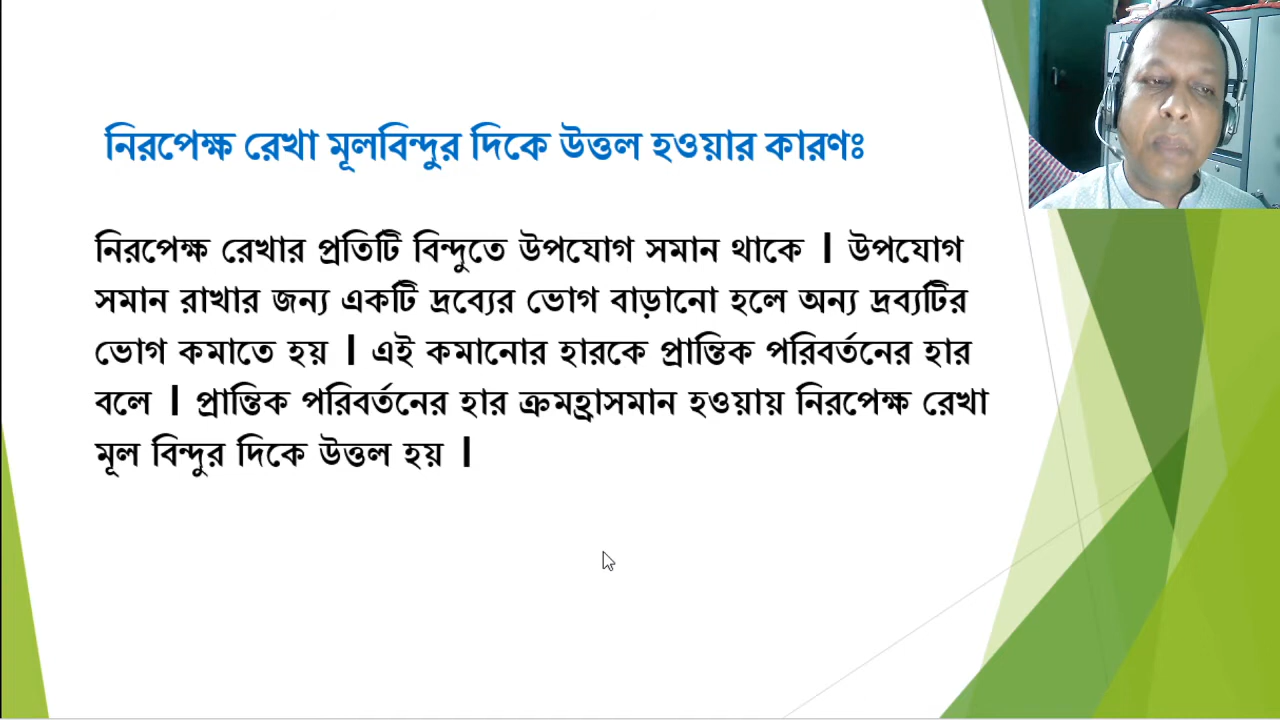 নিরপেক্ষ রেখা মূলবিন্দুর দিকে উত্তল হওয়ার কারণঃ
নিরপেক্ষ রেখার প্রতিটি বিন্দুতে উপযোগ সমান থাকে । উপযোগ
সমান রাখার জন্য একটি দ্রব্যের ভোগ বাড়ানো হলে অন্য দ্রব্যটির
ভোগ কমাতে হয় । এই কমানোর হারকে প্রান্তিক পরিবর্তনের হার
বলে । প্রান্তিক পরিবর্তনের হার ক্রমহ্রাসমান হওয়ায় নিরপেক্ষ রেখা
মূল বিন্দুর দিকে উত্তল হয় ।